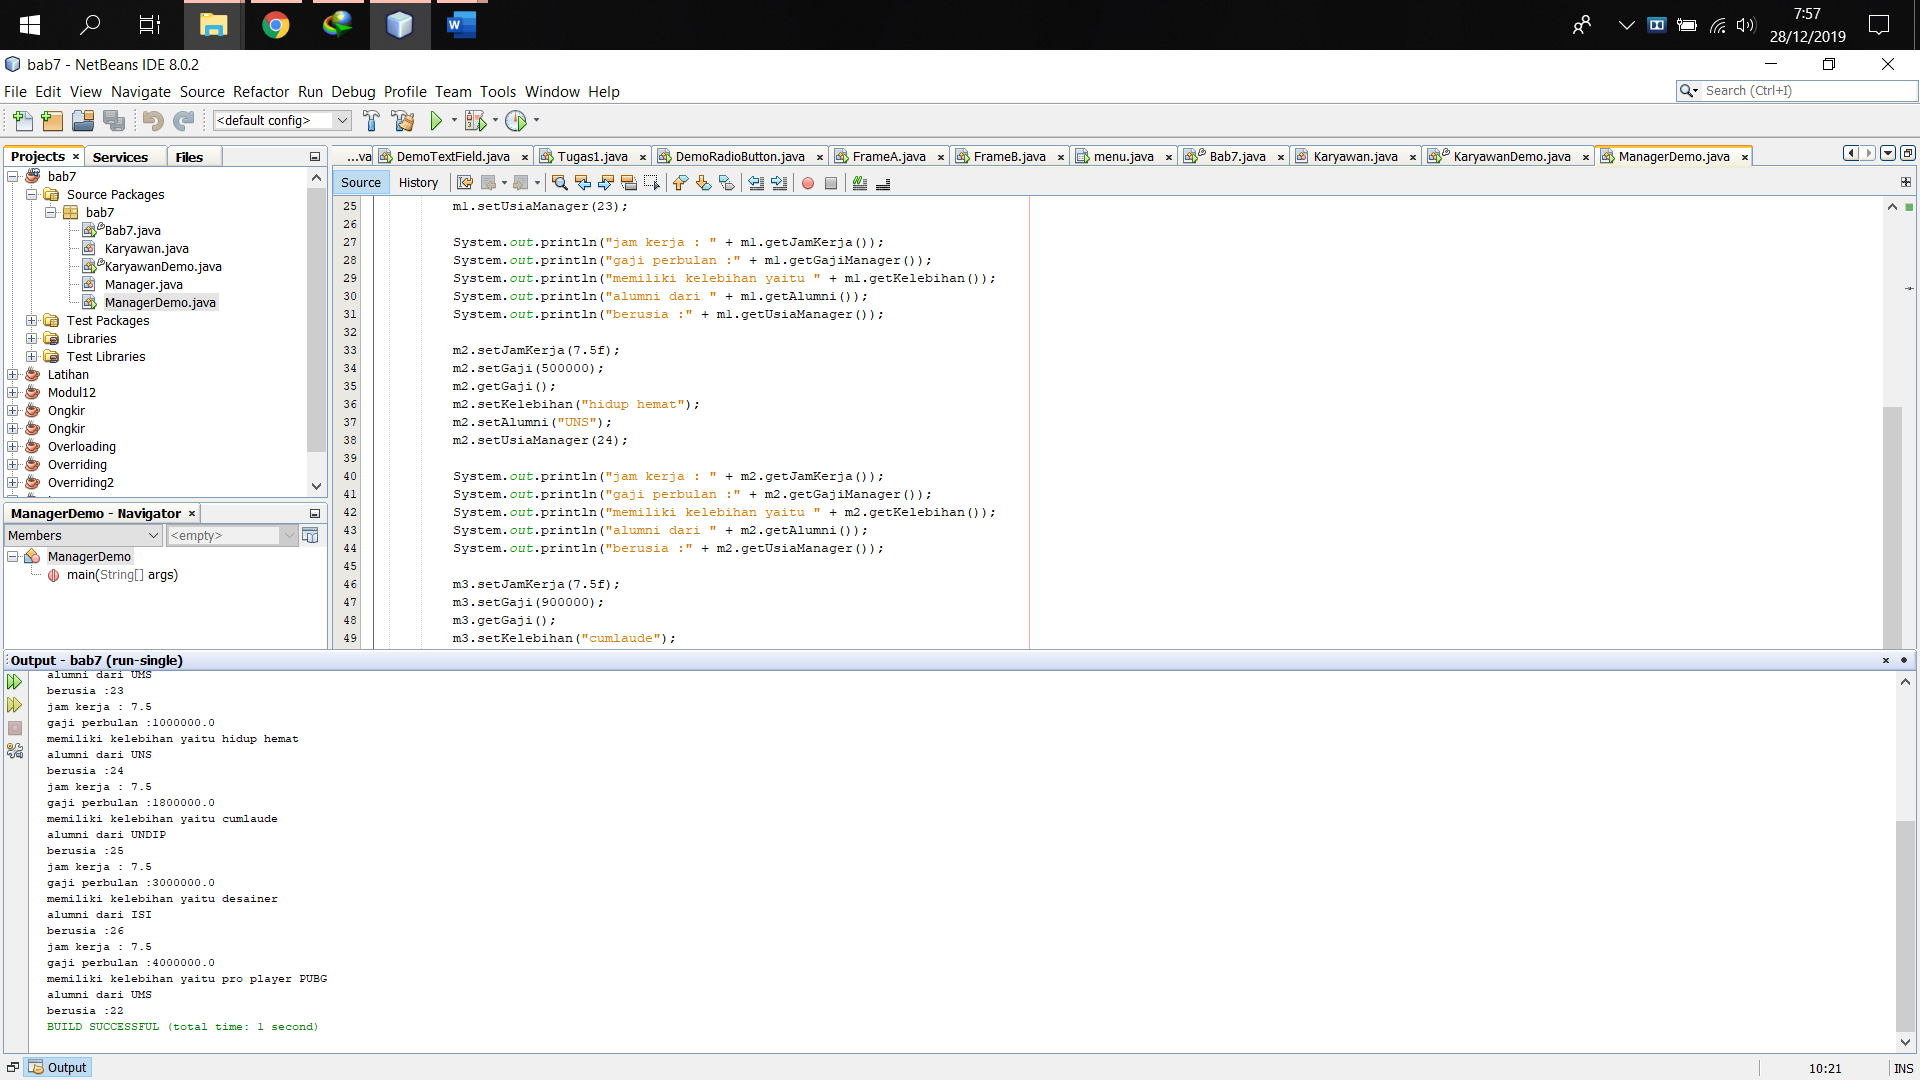 7:57
28/12/2019
bab7 - NetBeans IDE 8.0.2
File Edit View Navigate Source Refactor Run Debug Profile Team Tools Window Help
Search (Ctrl+I)
<default config>
Projects Services Files
...va DemoTextField.java Tugas1.java DemoRadioButton.java FrameA.java FrameB.java menu.java Bab7.java Karyawan.java KaryawanDemo.java ManagerDemo.java
Source History
bab7
Source Packages
bab7
Bab7.java
Karyawan.java
KaryawanDemo.java
Manager.java
ManagerDemo.java
Test Packages
Libraries
Test Libraries
Latihan
Modul12
Ongkir
Ongkir
Overloading
Overriding
Overriding2
ManagerDemo - Navigator
Members <empty>
ManagerDemo
main(String[] args)
25 m1.setUsiaManager(23);
26
27 System.out.println("jam kerja : " + m1.getJamKerja());
28 System.out.println("gaji perbulan :" + m1.getGajiManager());
29 System.out.println("memiliki kelebihan yaitu " + m1.getKelebihan());
30 System.out.println("alumni dari " + m1.getAlumni());
31 System.out.println("berusia :" + m1.getUsiaManager());
32
33 m2.setJamKerja(7.5f);
34 m2.setGaji(500000);
35 m2.getGaji();
36 m2.setKelebihan("hidup hemat");
37 m2.setAlumni("UNS");
38 m2.setUsiaManager(24);
39
40 System.out.println("jam kerja : " + m2.getJamKerja());
41 System.out.println("gaji perbulan :" + m2.getGajiManager());
42 System.out.println("memiliki kelebihan yaitu " + m2.getKelebihan());
43 System.out.println("alumni dari " + m2.getAlumni());
44 System.out.println("berusia :" + m2.getUsiaManager());
45
46 m3.setJamKerja(7.5f);
47 m3.setGaji(900000);
48 m3.getGaji();
49 m3.setKelebihan("cumlaude");
Output - bab7 (run-single)
alumni dari UMS
berusia :23
jam kerja : 7.5
gaji perbulan :1000000.0
memiliki kelebihan yaitu hidup hemat
alumni dari UNS
berusia :24
jam kerja : 7.5
gaji perbulan :1800000.0
memiliki kelebihan yaitu cumlaude
alumni dari UNDIP
berusia :25
jam kerja : 7.5
gaji perbulan :3000000.0
memiliki kelebihan yaitu desainer
alumni dari ISI
berusia :26
jam kerja : 7.5
gaji perbulan :4000000.0
memiliki kelebihan yaitu pro player PUBG
alumni dari UMS
berusia :22
BUILD SUCCESSFUL (total time: 1 second)
Output
10:21 INS